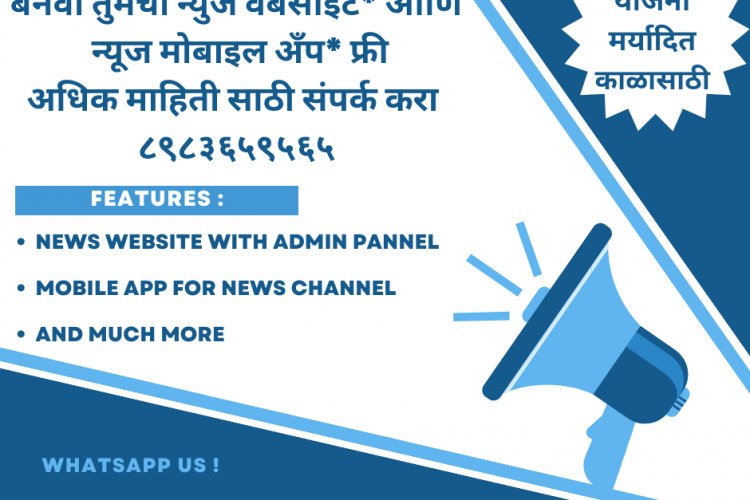 बनवा तुमची न्युज वेबसाईट* आणि
न्यूज मोबाइल अँप* फ्री
अधिक माहिती साठी संपर्क करा
८९८३६५९५६५
योजना
मर्यादित
काळासाठी
FEATURES :
• NEWS WEBSITE WITH ADMIN PANNEL
• MOBILE APP FOR NEWS CHANNEL
• AND MUCH MORE
WHATSAPP US !